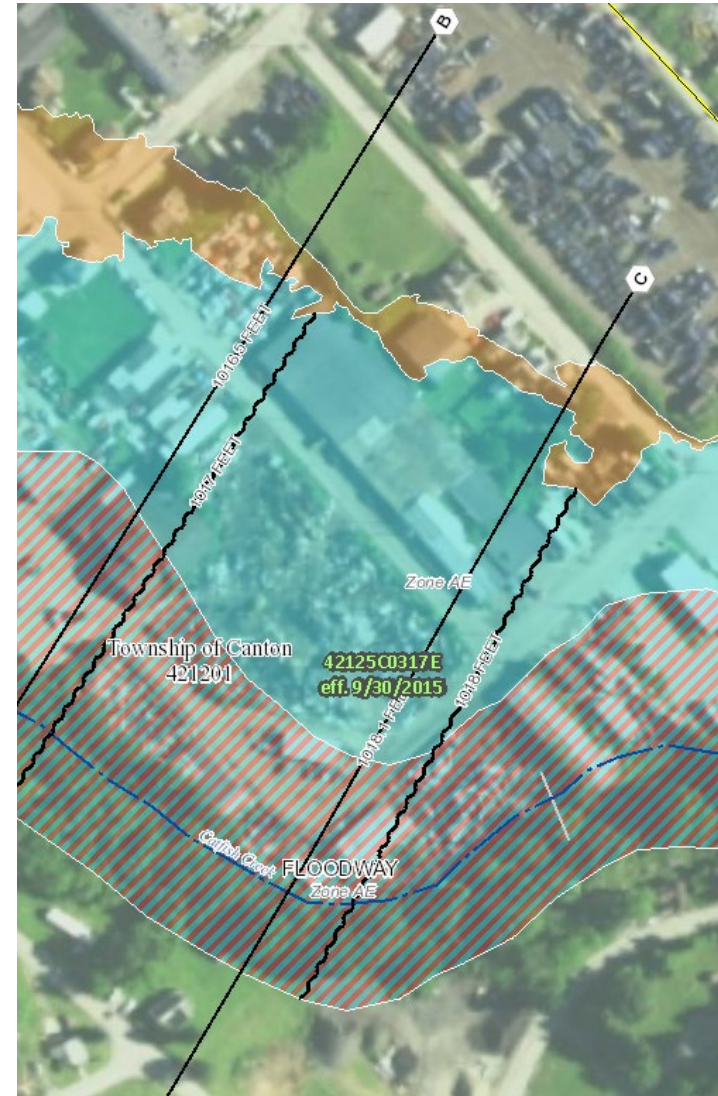 B
C
1016.5 FEET
1017 FEET
Zone AE
Township of Canton
421201
42125C0317E
eff. 9/30/2015
1018 FEET
1018.1 FEET
Catfish Creek
FLOODWAY
Zone AE